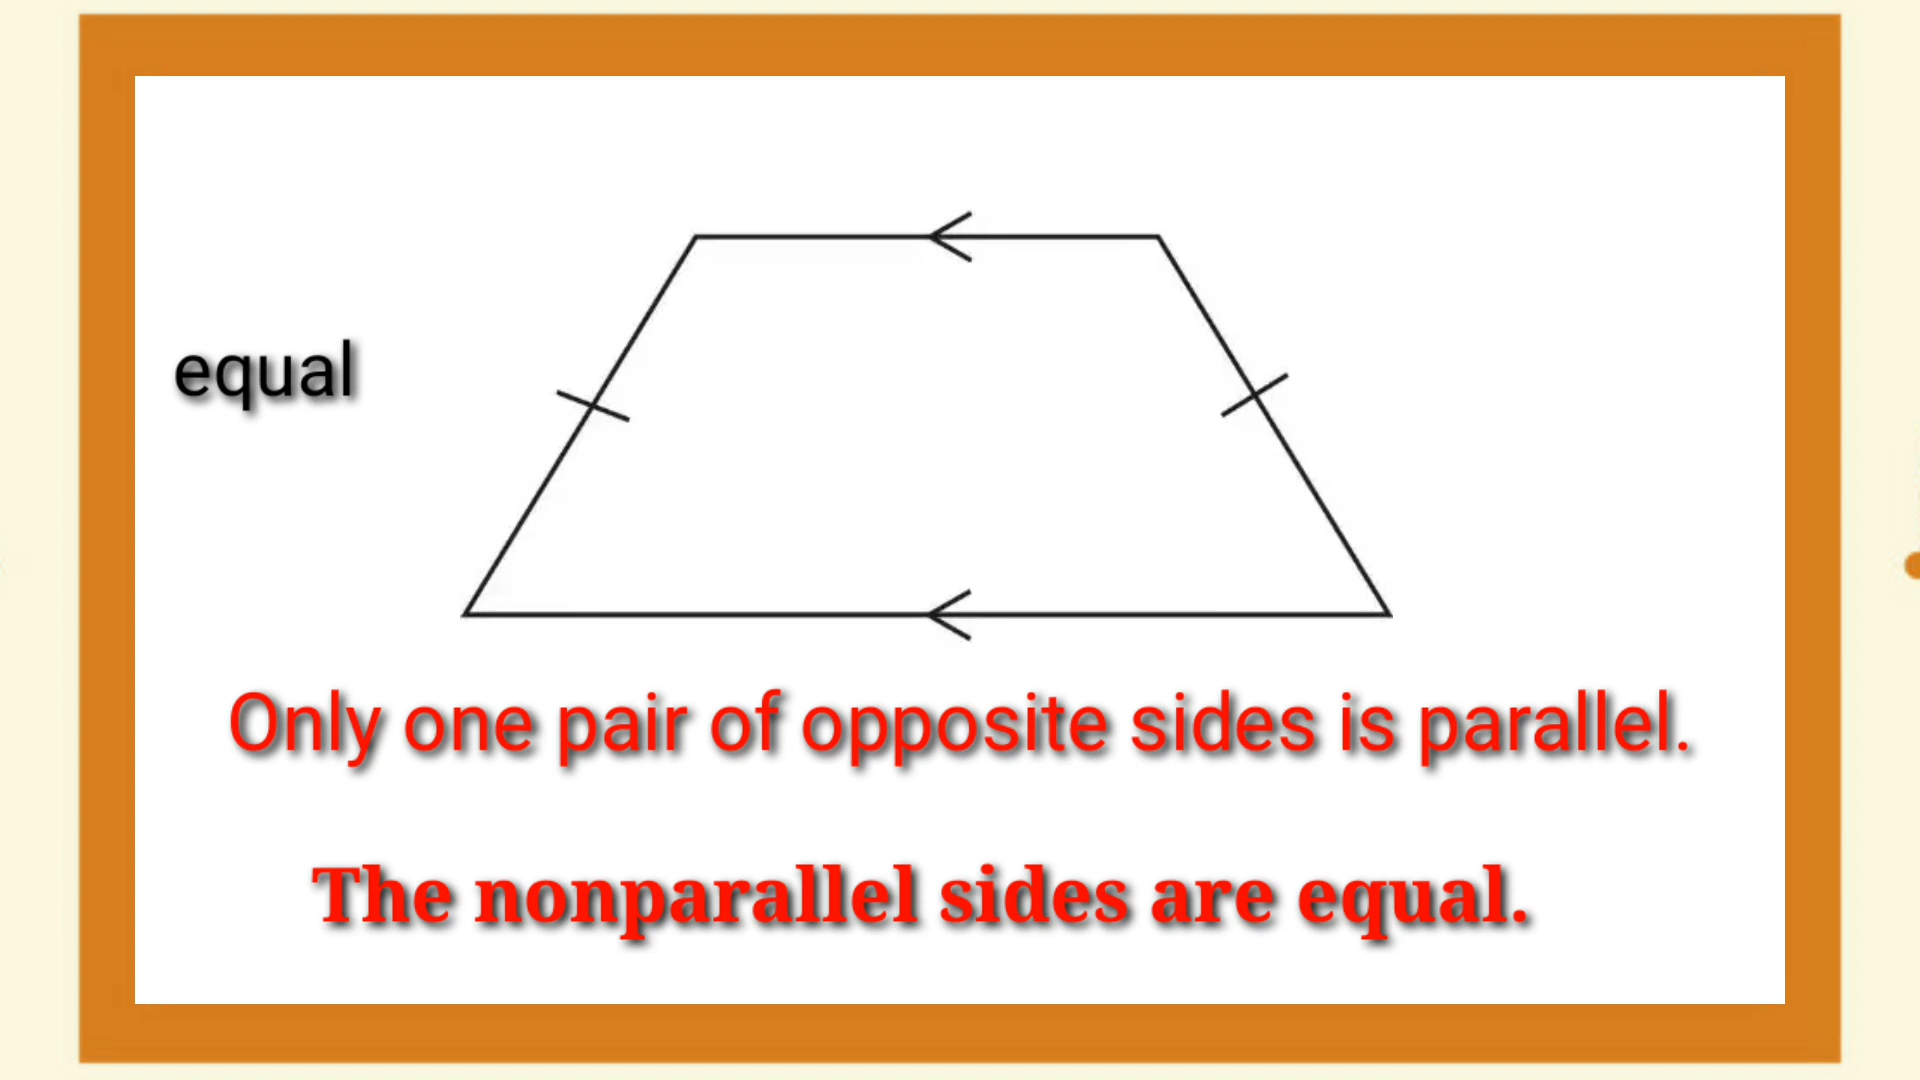 equal
Only one pair of opposite sides is parallel.
The nonparallel sides are equal.